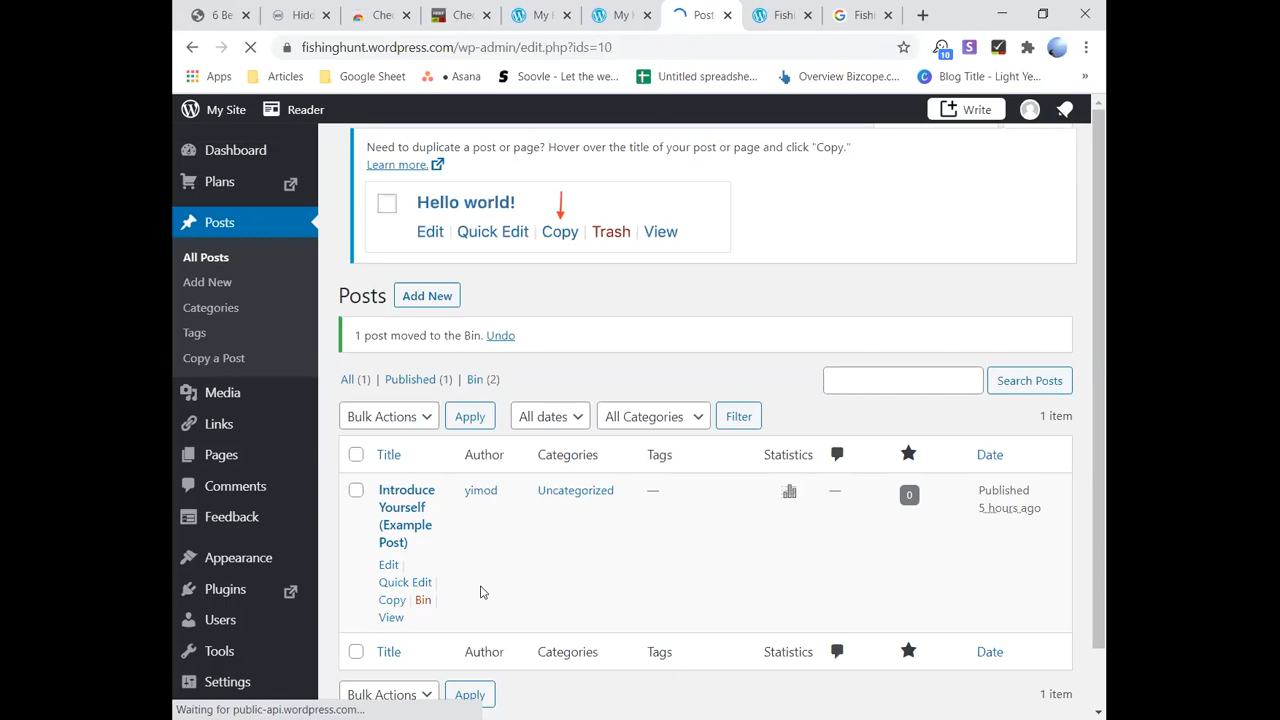 6 Be
Hidd
Chec
Chec
My H
My H
Post
Fish
Fish
fishinghunt.wordpress.com/wp-admin/edit.php?ids=10
10
Apps
Articles
Google Sheet
• Asana
Soovle - Let the we...
Untitled spreadshe...
Overview Bizcope.c...
Blog Title - Light Ye...
»
My Site
Reader
Write
Dashboard
Plans
Posts
All Posts
Add New
Categories
Tags
Copy a Post
Media
Links
Pages
Comments
Feedback
Appearance
Plugins
Users
Tools
Settings
Need to duplicate a post or page? Hover over the title of your post or page and click "Copy."
Learn more.
Hello world!
Edit | Quick Edit | Copy | Trash | View
Posts
Add New
1 post moved to the Bin. Undo
All (1) | Published (1) | Bin (2)
Search Posts
Bulk Actions
Apply
All dates
All Categories
Filter
1 item
Title
Author
Categories
Tags
Statistics
Date
Introduce
Yourself
(Example
Post)
Edit |
Quick Edit |
Copy | Bin |
View
yimod
Uncategorized
—
—
0
Published
5 hours ago
Title
Author
Categories
Tags
Statistics
Date
Bulk Actions
Apply
1 item
Waiting for public-api.wordpress.com...